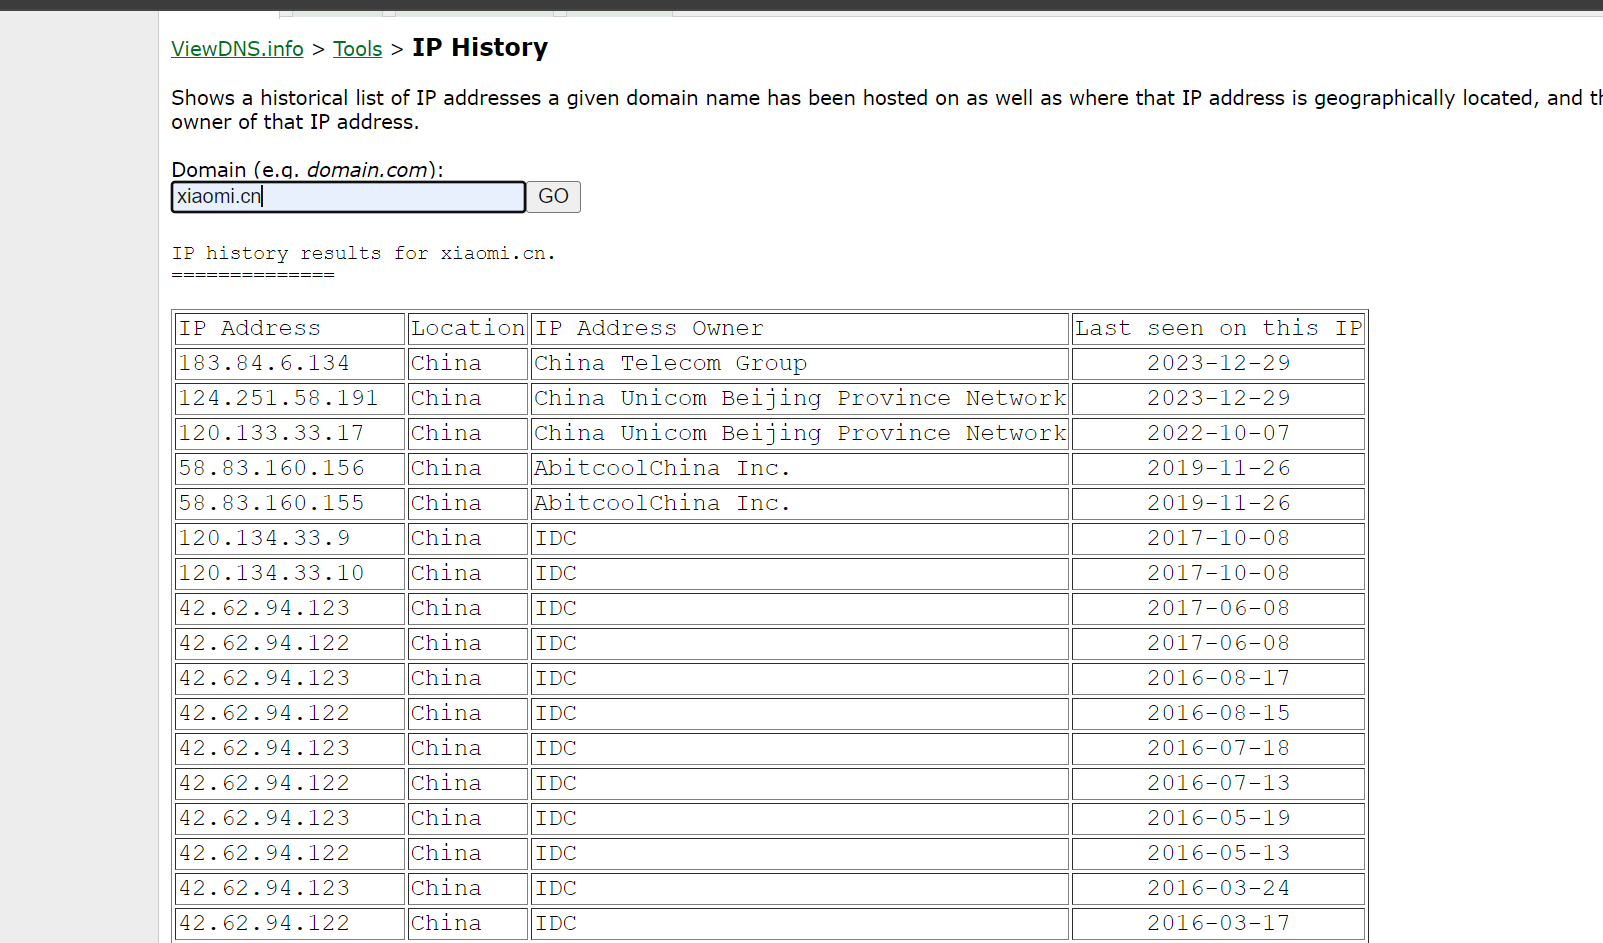 ViewDNS.info > Tools > IP History
Shows a historical list of IP addresses a given domain name has been hosted on as well as where that IP address is geographically located, and
owner of that IP address.
Domain (e.g. domain.com):
xiaomi.cn GO
IP history results for xiaomi.cn.
==============
IP Address Location IP Address Owner Last seen on this IP
183.84.6.134 China China Telecom Group 2023-12-29
124.251.58.191 China China Unicom Beijing Province Network 2023-12-29
120.133.33.17 China China Unicom Beijing Province Network 2022-10-07
58.83.160.156 China AbitcoolChina Inc. 2019-11-26
58.83.160.155 China AbitcoolChina Inc. 2019-11-26
120.134.33.9 China IDC 2017-10-08
120.134.33.10 China IDC 2017-10-08
42.62.94.123 China IDC 2017-06-08
42.62.94.122 China IDC 2017-06-08
42.62.94.123 China IDC 2016-08-17
42.62.94.122 China IDC 2016-08-15
42.62.94.123 China IDC 2016-07-18
42.62.94.122 China IDC 2016-07-13
42.62.94.123 China IDC 2016-05-19
42.62.94.122 China IDC 2016-05-13
42.62.94.123 China IDC 2016-03-24
42.62.94.122 China IDC 2016-03-17